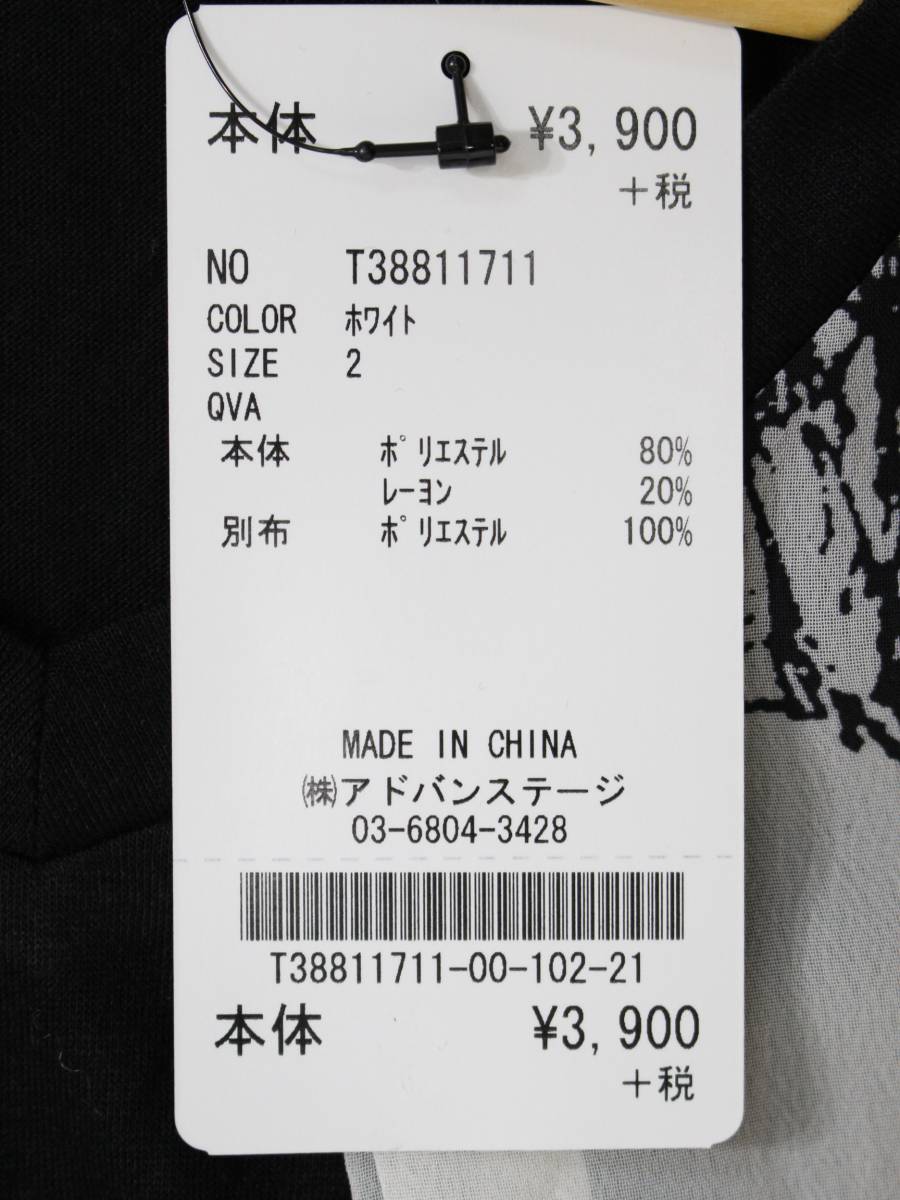 本体 ¥3,900
+税
NO T38811711
COLOR ﾎﾜｲﾄ
SIZE 2
QVA
本体 ﾎﾟﾘｴｽﾃﾙ 80%
ﾚｰﾖﾝ 20%
別布 ﾎﾟﾘｴｽﾃﾙ 100%
MADE IN CHINA
㈱アドバンステージ
03-6804-3428
T38811711-00-102-21
本体 ¥3,900
+税